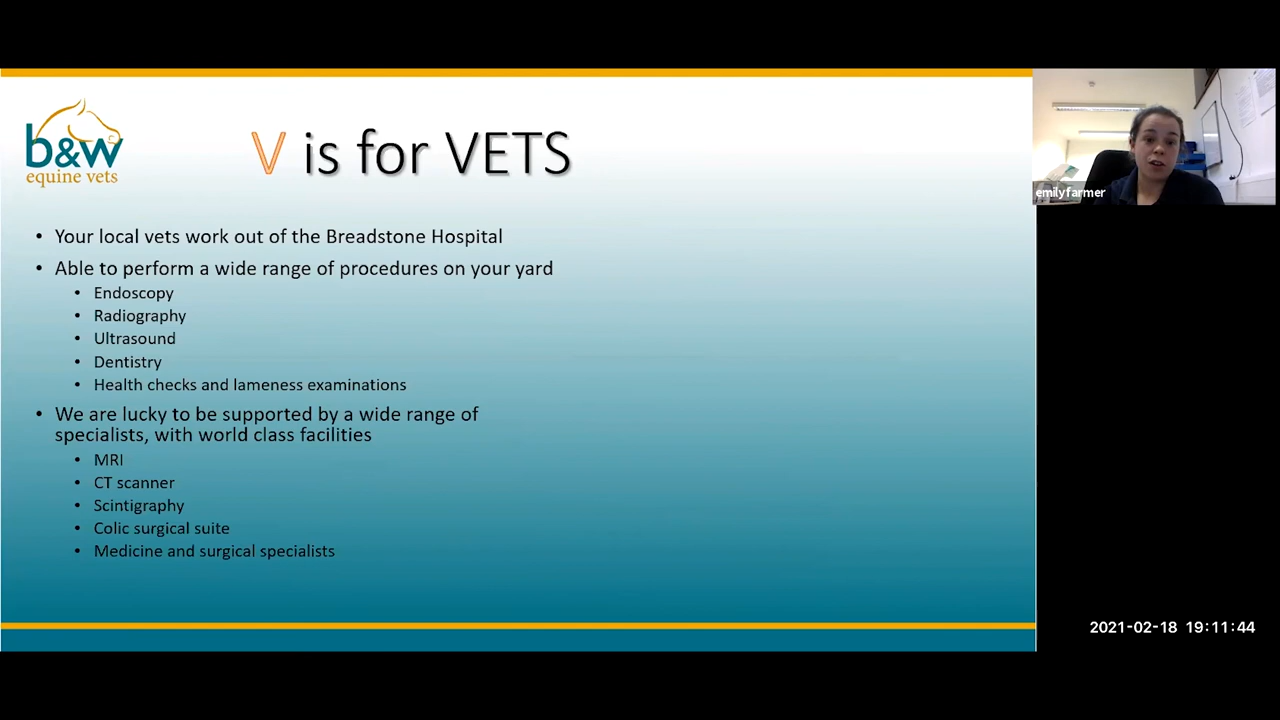 b&w
equine vets
V is for VETS
emilyfarmer
• Your local vets work out of the Breadstone Hospital
• Able to perform a wide range of procedures on your yard
• Endoscopy
• Radiography
• Ultrasound
• Dentistry
• Health checks and lameness examinations
• We are lucky to be supported by a wide range of
specialists, with world class facilities
• MRI
• CT scanner
• Scintigraphy
• Colic surgical suite
• Medicine and surgical specialists
2021-02-18 19:11:44